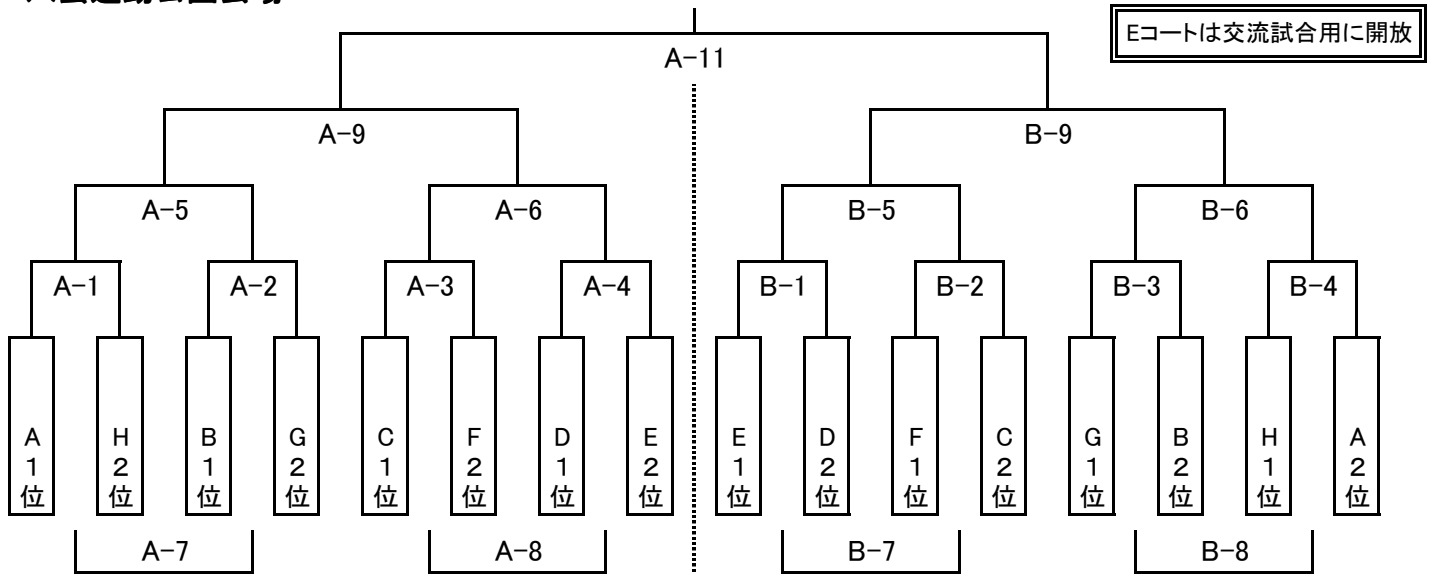 Eコートは交流試合用に開放
A-11
A-9
B-9
A-5
A-6
B-5
B-6
A-1
A-2
A-3
A-4
B-1
B-2
B-3
B-4
A1位
H2位
B1位
G2位
C1位
F2位
D1位
E2位
E1位
D2位
F1位
C2位
G1位
B2位
H1位
A2位
A-7
A-8
B-7
B-8